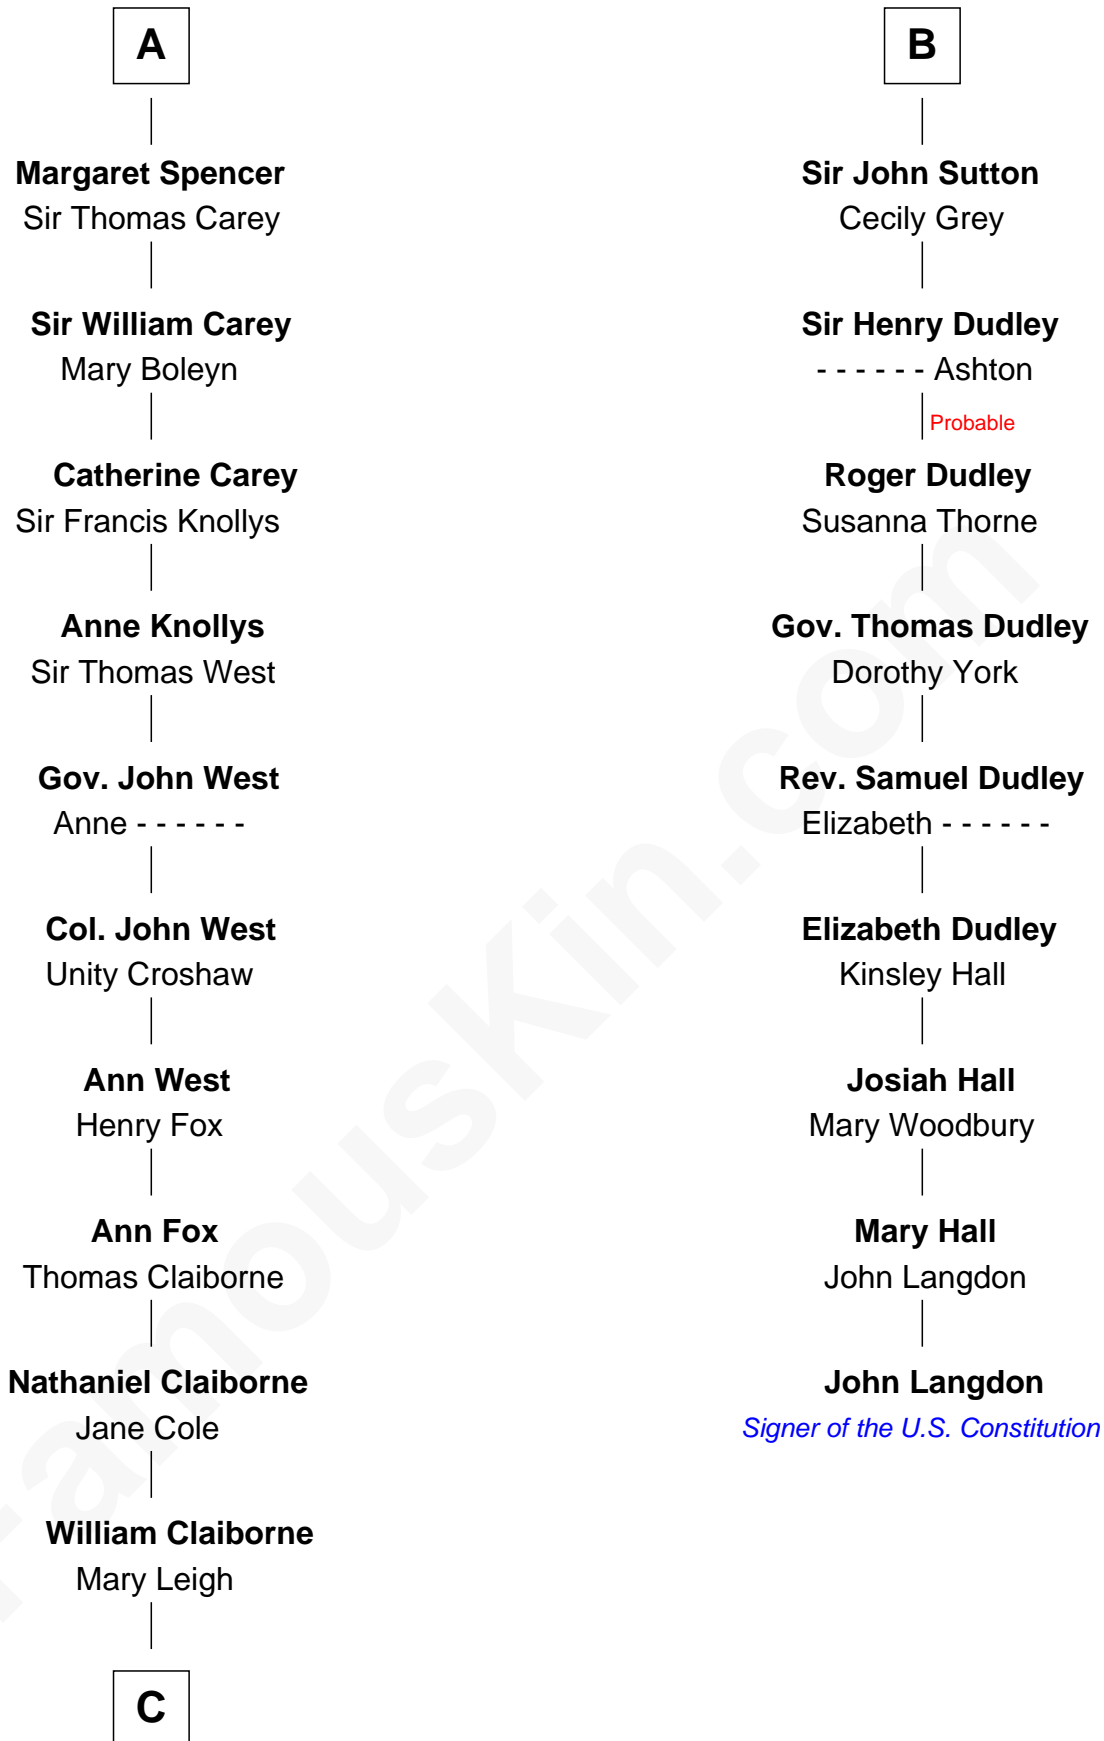 A
Margaret Spencer
Sir Thomas Carey
Sir William Carey
Mary Boleyn
Catherine Carey
Sir Francis Knollys
Anne Knollys
Sir Thomas West
Gov. John West
Anne - - - - - -
Col. John West
Unity Croshaw
Ann West
Henry Fox
Ann Fox
Thomas Claiborne
Nathaniel Claiborne
Jane Cole
William Claiborne
Mary Leigh
C
B
Sir John Sutton
Cecily Grey
Sir Henry Dudley
- - - - - - Ashton
Probable
Roger Dudley
Susanna Thorne
Gov. Thomas Dudley
Dorothy York
Rev. Samuel Dudley
Elizabeth - - - - - -
Elizabeth Dudley
Kinsley Hall
Josiah Hall
Mary Woodbury
Mary Hall
John Langdon
John Langdon
Signer of the U.S. Constitution
FamousKin.com